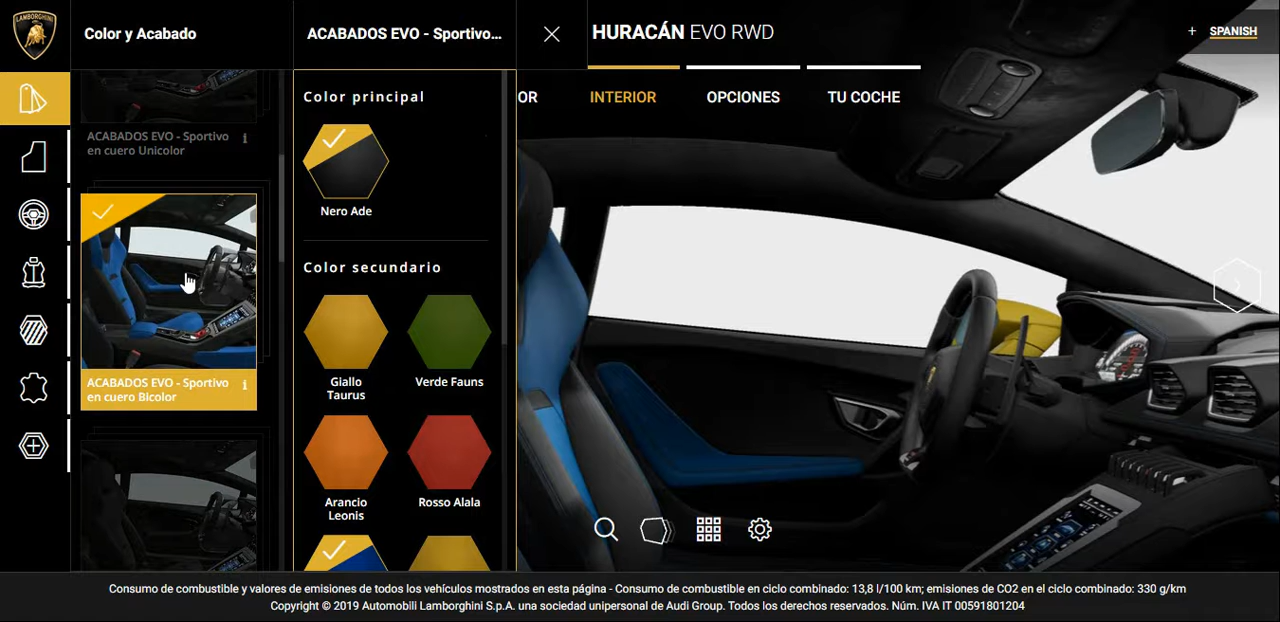 LAMBORGHINI
Color y Acabado
ACABADOS EVO - Sportivo...
HURACÁN EVO RWD
+ SPANISH
OR
INTERIOR
OPCIONES
TU COCHE
ACABADOS EVO - Sportivo
en cuero Unicolor
i
ACABADOS EVO - Sportivo
en cuero Bicolor
i
Color principal
Nero Ade
Color secundario
Giallo
Taurus
Verde Fauns
Arancio
Leonis
Rosso Alala
Consumo de combustible y valores de emisiones de todos los vehículos mostrados en esta página - Consumo de combustible en ciclo combinado: 13,8 l/100 km; emisiones de CO2 en el ciclo combinado: 330 g/km
Copyright © 2019 Automobili Lamborghini S.p.A. una sociedad unipersonal de Audi Group. Todos los derechos reservados. Núm. IVA IT 00591801204